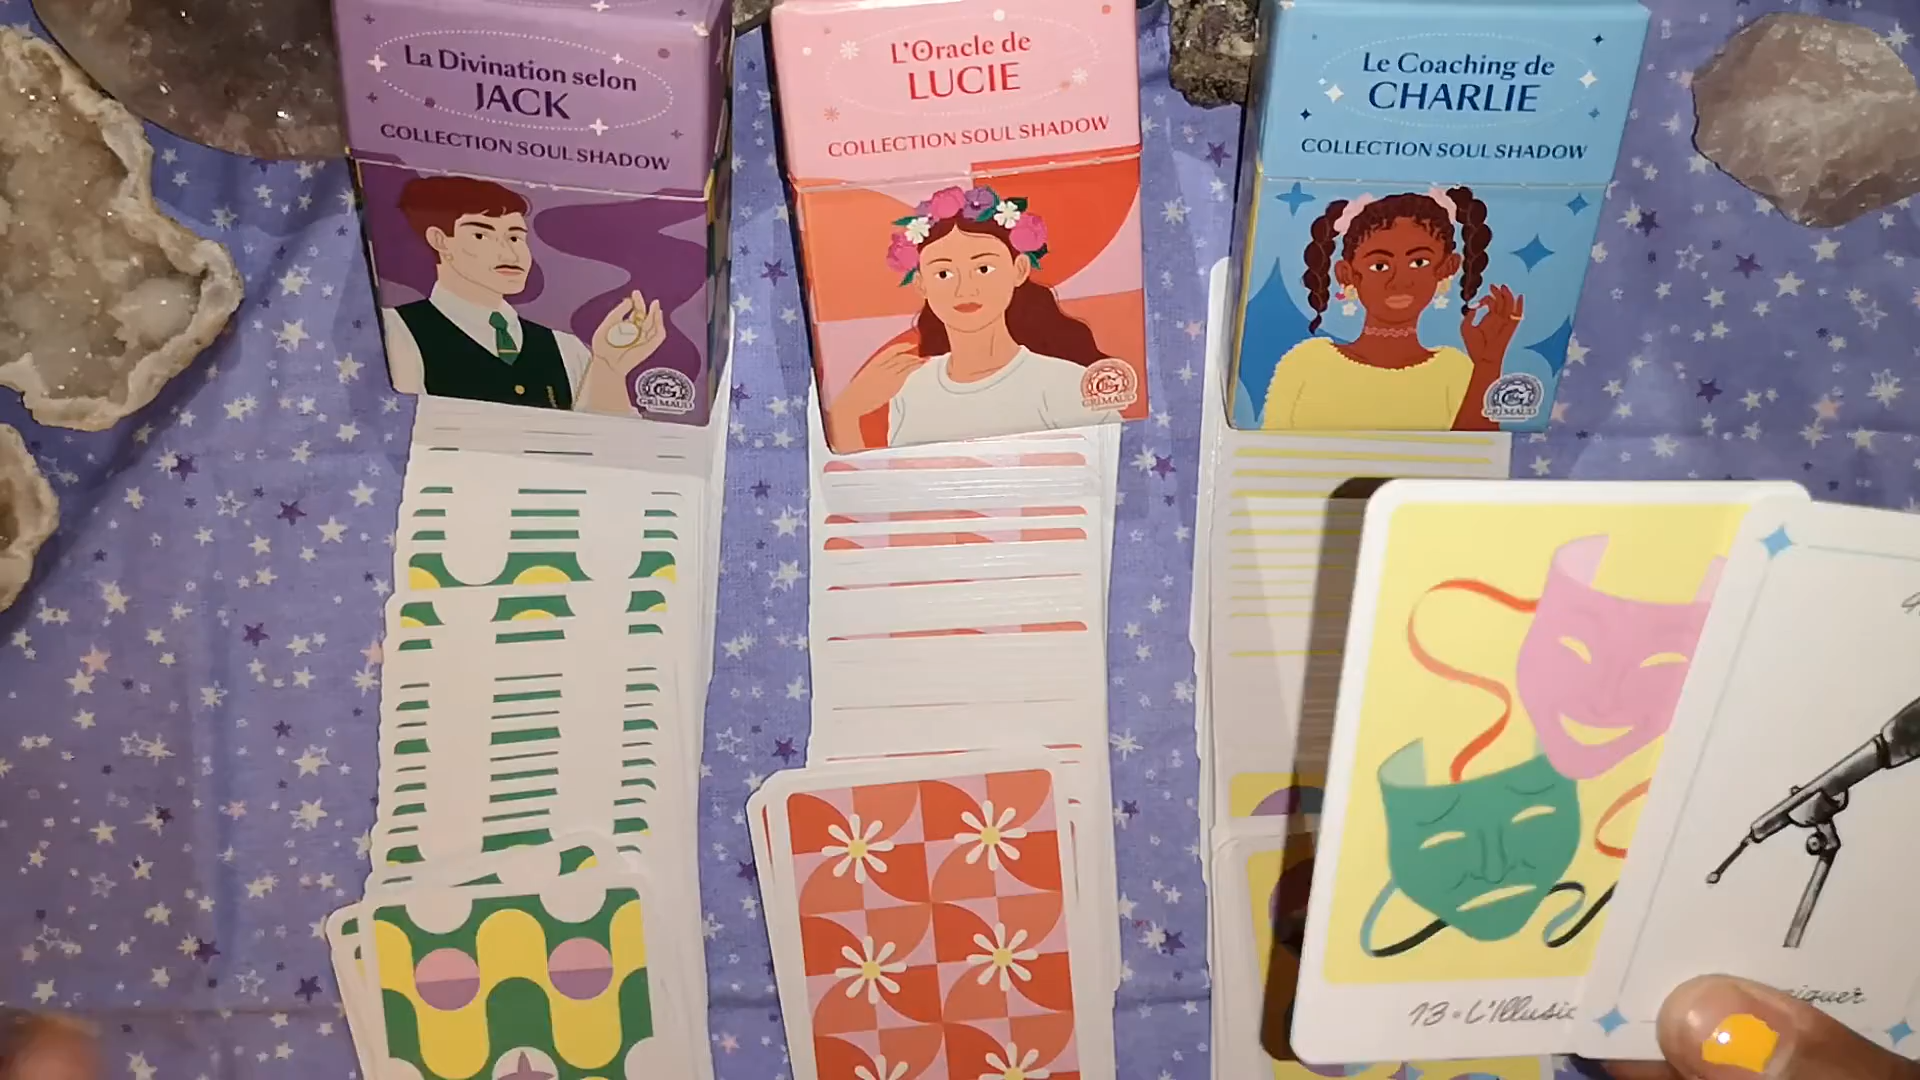 La Divination selon
JACK
COLLECTION SOUL SHADOW
GRIMAUD
L'Oracle de
LUCIE
COLLECTION SOUL SHADOW
GRIMAUD
Le Coaching de
CHARLIE
COLLECTION SOUL SHADOW
GRIMAUD
13 • L'Illusio